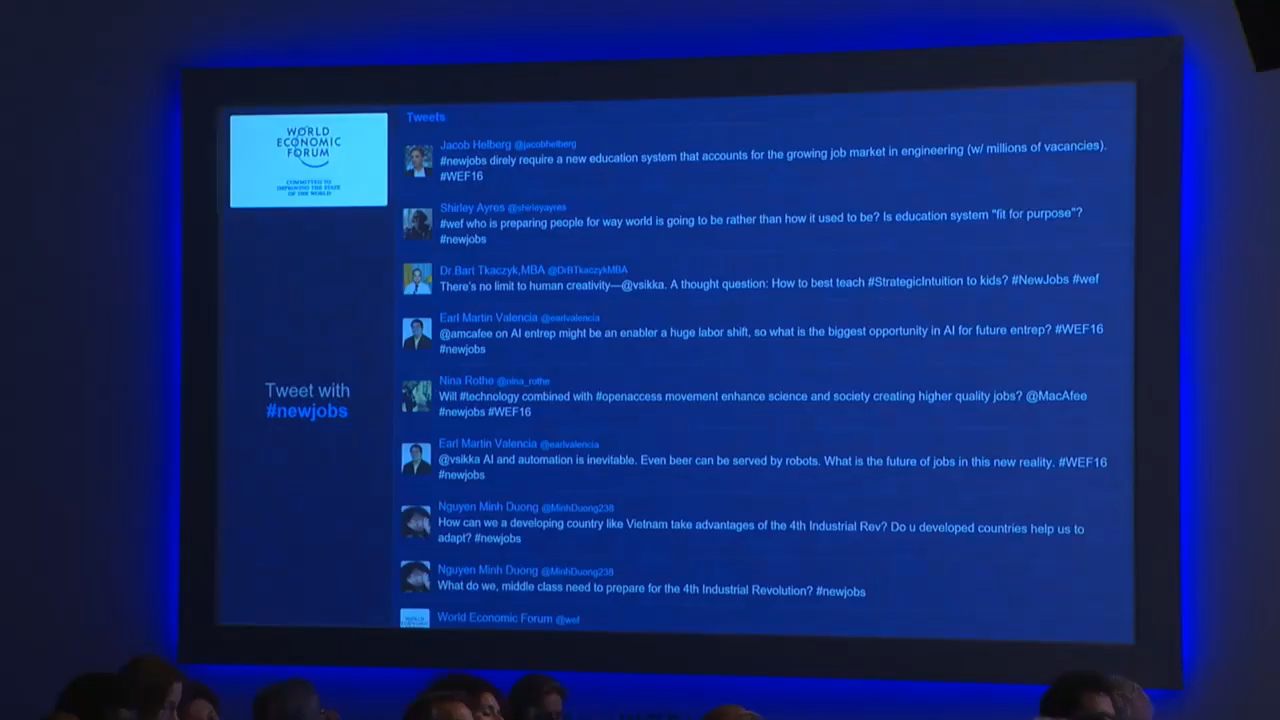 WORLD
ECONOMIC
FORUM
COMMITTED TO
IMPROVING THE STATE
OF THE WORLD
Tweet with
#newjobs
Tweets
Jacob Helberg @jacobhelberg
#newjobs direly require a new education system that accounts for the growing job market in engineering (w/ millions of vacancies).
#WEF16
Shirley Ayres @shirleyayres
#wef who is preparing people for way world is going to be rather than how it used to be? Is education system "fit for purpose"?
#newjobs
Dr.Bart Tkaczyk,MBA @DrBTkaczykMBA
There's no limit to human creativity—@vsikka. A thought question: How to best teach #StrategicIntuition to kids? #NewJobs #wef
Earl Martin Valencia @earlvalencia
@amcafee on AI entrep might be an enabler a huge labor shift, so what is the biggest opportunity in AI for future entrep? #WEF16
#newjobs
Nina Rothe @nina_rothe
Will #technology combined with #openaccess movement enhance science and society creating higher quality jobs? @MacAfee
#newjobs #WEF16
Earl Martin Valencia @earlvalencia
@vsikka AI and automation is inevitable. Even beer can be served by robots. What is the future of jobs in this new reality. #WEF16
#newjobs
Nguyen Minh Duong @MinhDuong238
How can we a developing country like Vietnam take advantages of the 4th Industrial Rev? Do u developed countries help us to
adapt? #newjobs
Nguyen Minh Duong @MinhDuong238
What do we, middle class need to prepare for the 4th Industrial Revolution? #newjobs
World Economic Forum @wef